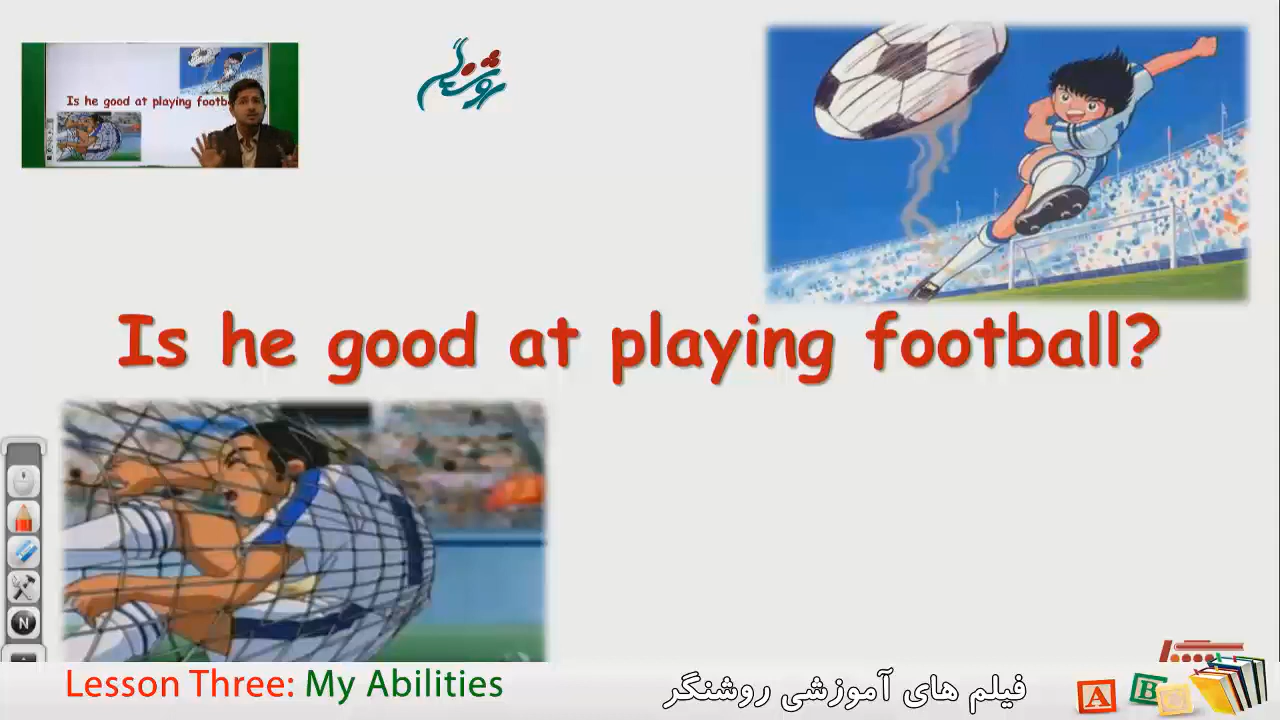 روشنگر
Is he good at playing footba
Is he good at playing football?
N
Lesson Three: My Abilities
فیلم های آموزشی روشنگر
A B